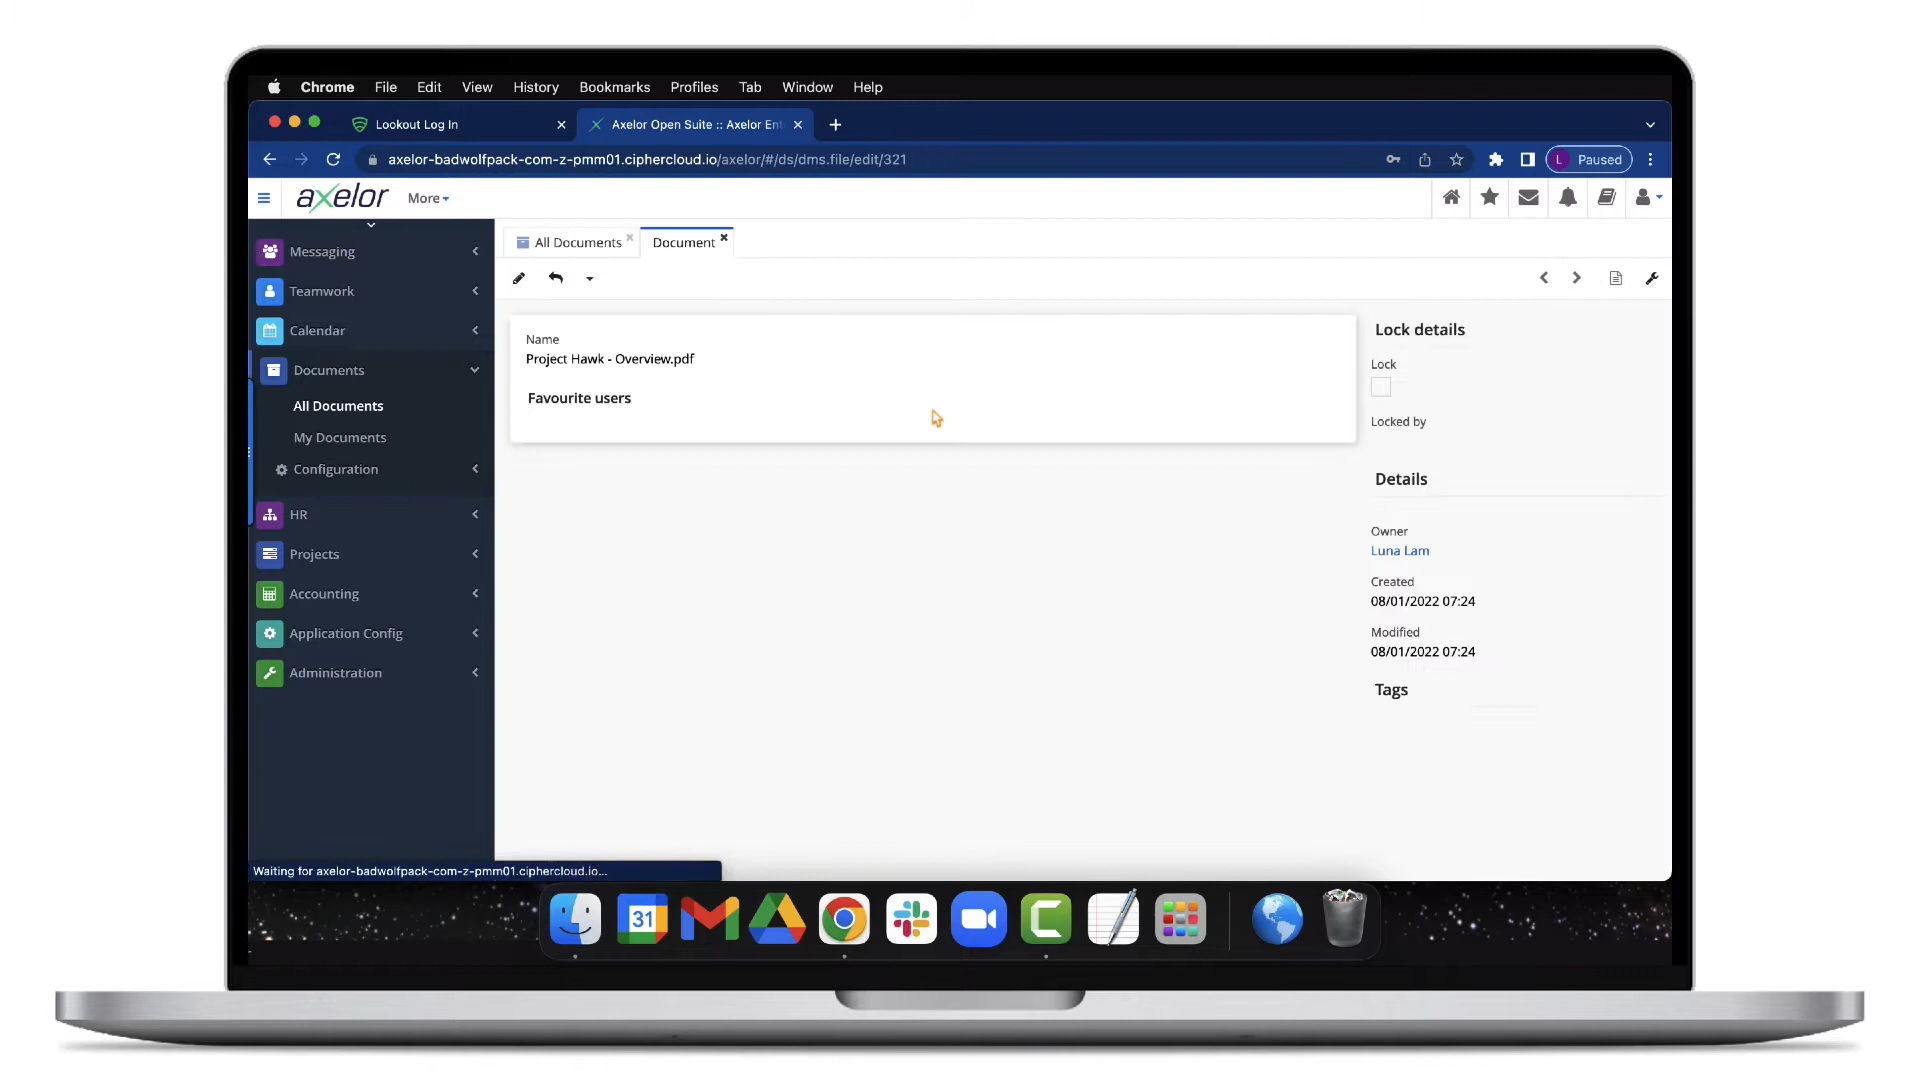 Chrome File Edit View History Bookmarks Profiles Tab Window Help
Lookout Log In
Axelor Open Suite :: Axelor Ent
axelor-badwolfpack-com-z-pmm01.ciphercloud.io/axelor/#/ds/dms.file/edit/321
L Paused
axelor More
Messaging
Teamwork
Calendar
Documents
All Documents
My Documents
Configuration
HR
Projects
Accounting
Application Config
Administration
All Documents
Document
Name
Project Hawk - Overview.pdf
Favourite users
Lock details
Lock
Locked by
Details
Owner
Luna Lam
Created
08/01/2022 07:24
Modified
08/01/2022 07:24
Tags
Waiting for axelor-badwolfpack-com-z-pmm01.ciphercloud.io...
31